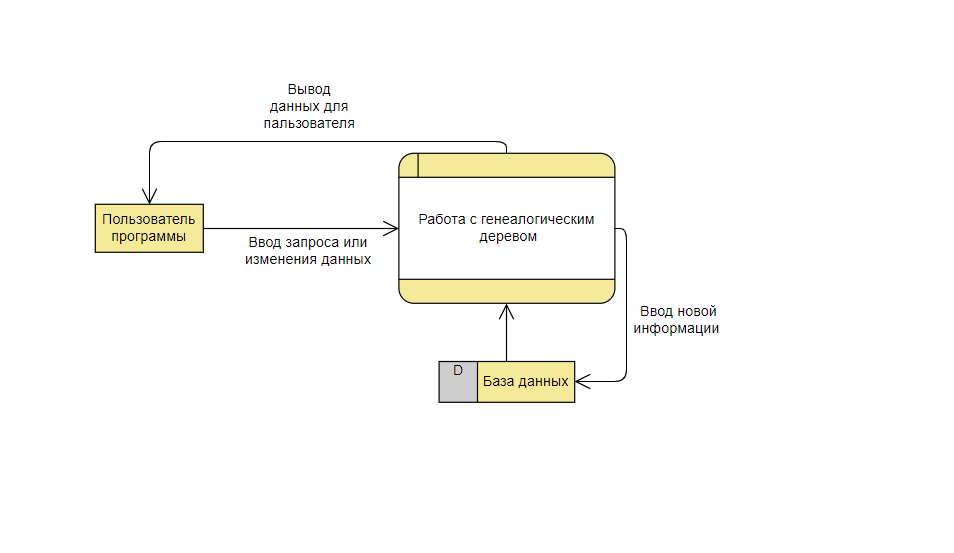 Вывод
данных для
пальзователя
Пользователь
программы
Ввод запроса или
изменения данных
Работа с генеалогическим
деревом
Ввод новой
информации
D
База данных